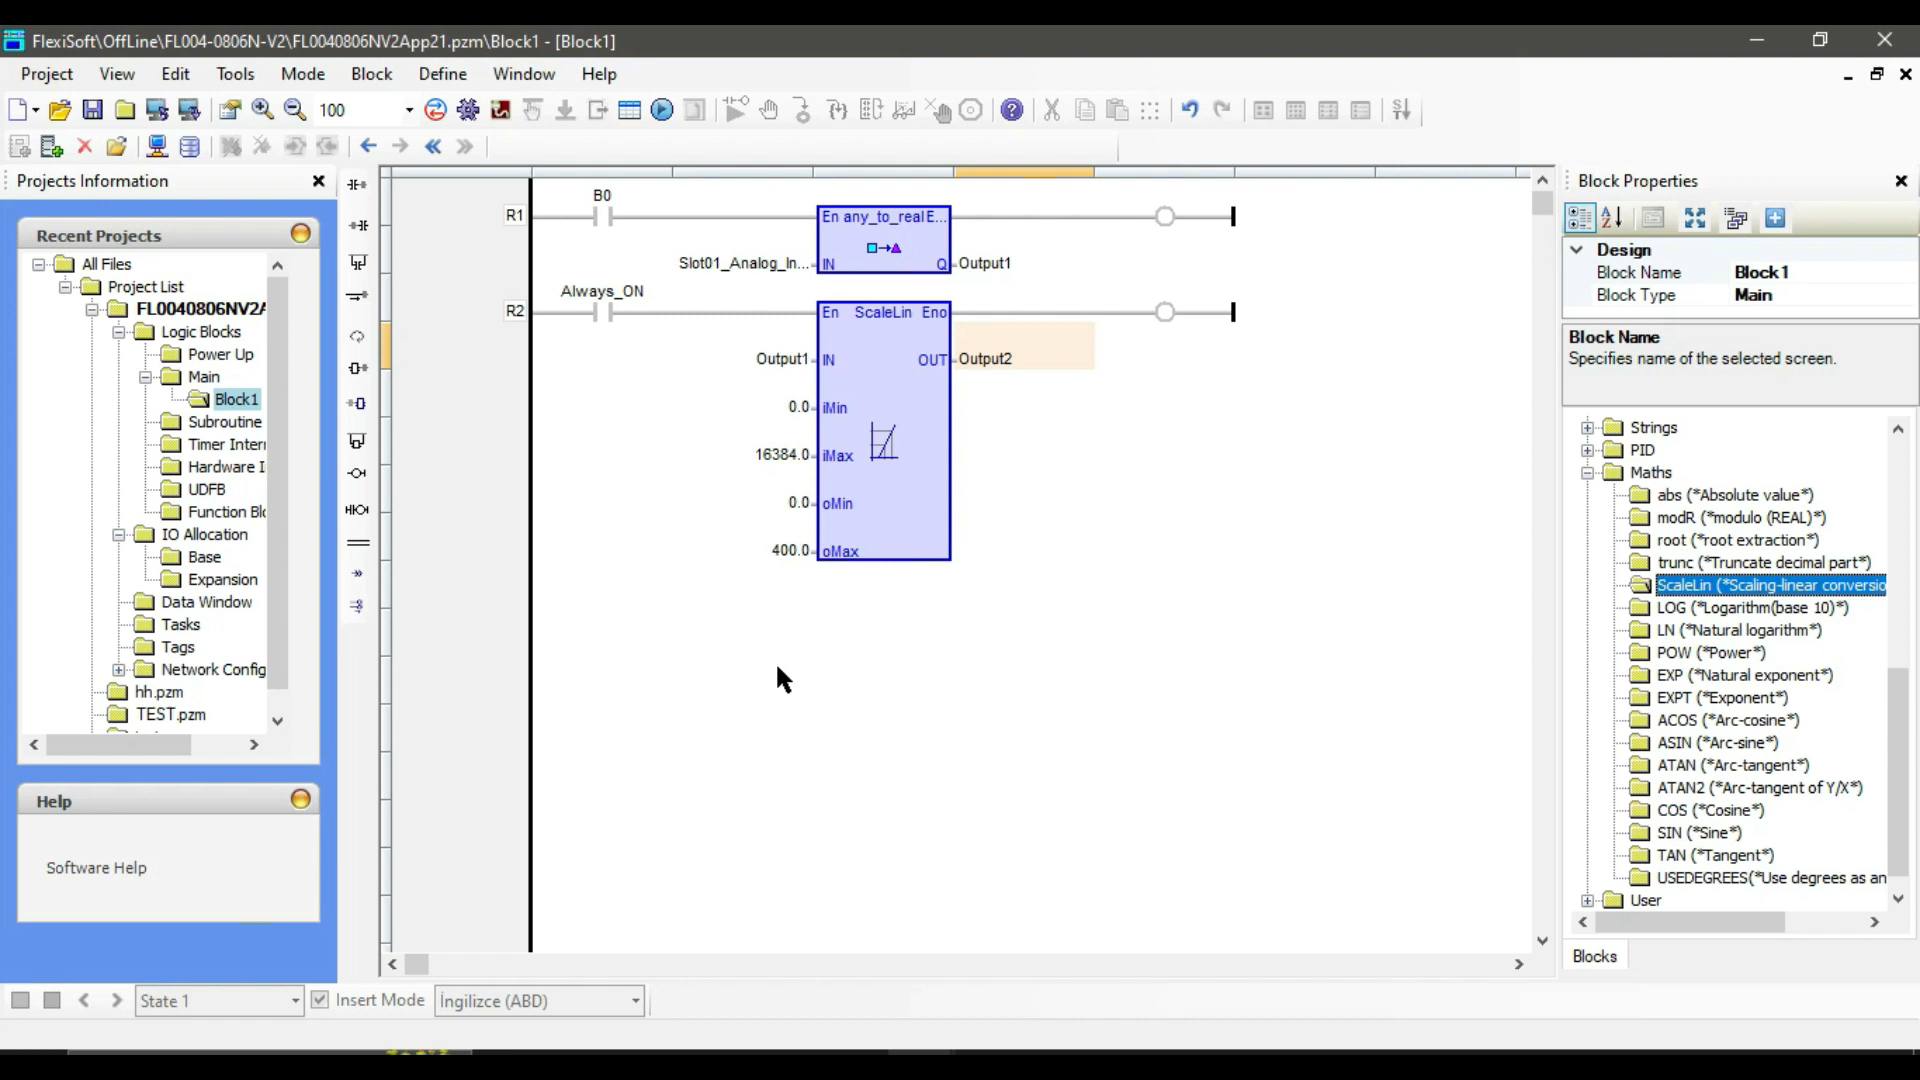 FlexiSoft\OffLine\FL004-0806N-V2\FL0040806NV2App21.pzm\Block1 - [Block1]
Project View Edit Tools Mode Block Define Window Help
100
Projects Information
Recent Projects
All Files
Project List
FL0040806NV2A
Logic Blocks
Power Up
Main
Block1
Subroutine
Timer Interr
Hardware I
UDFB
Function Blo
IO Allocation
Base
Expansion
Data Window
Tasks
Tags
Network Config
hh.pzm
TEST.pzm
Help
Software Help
B0
R1
En any_to_real E...
Slot01_Analog_In... IN Q Output1
Always_ON
R2
En ScaleLin Eno
Output1 IN OUT Output2
0.0 iMin
16384.0 iMax
0.0 oMin
400.0 oMax
Block Properties
Design
Block Name Block1
Block Type Main
Block Name
Specifies name of the selected screen.
Strings
PID
Maths
abs (*Absolute value*)
modR (*modulo (REAL)*)
root (*root extraction*)
trunc (*Truncate decimal part*)
ScaleLin (*Scaling-linear conversio
LOG (*Logarithm(base 10)*)
LN (*Natural logarithm*)
POW (*Power*)
EXP (*Natural exponent*)
EXPT (*Exponent*)
ACOS (*Arc-cosine*)
ASIN (*Arc-sine*)
ATAN (*Arc-tangent*)
ATAN2 (*Arc-tangent of Y/X*)
COS (*Cosine*)
SIN (*Sine*)
TAN (*Tangent*)
USEDEGREES(*Use degrees as an
User
Blocks
State 1 Insert Mode İngilizce (ABD)